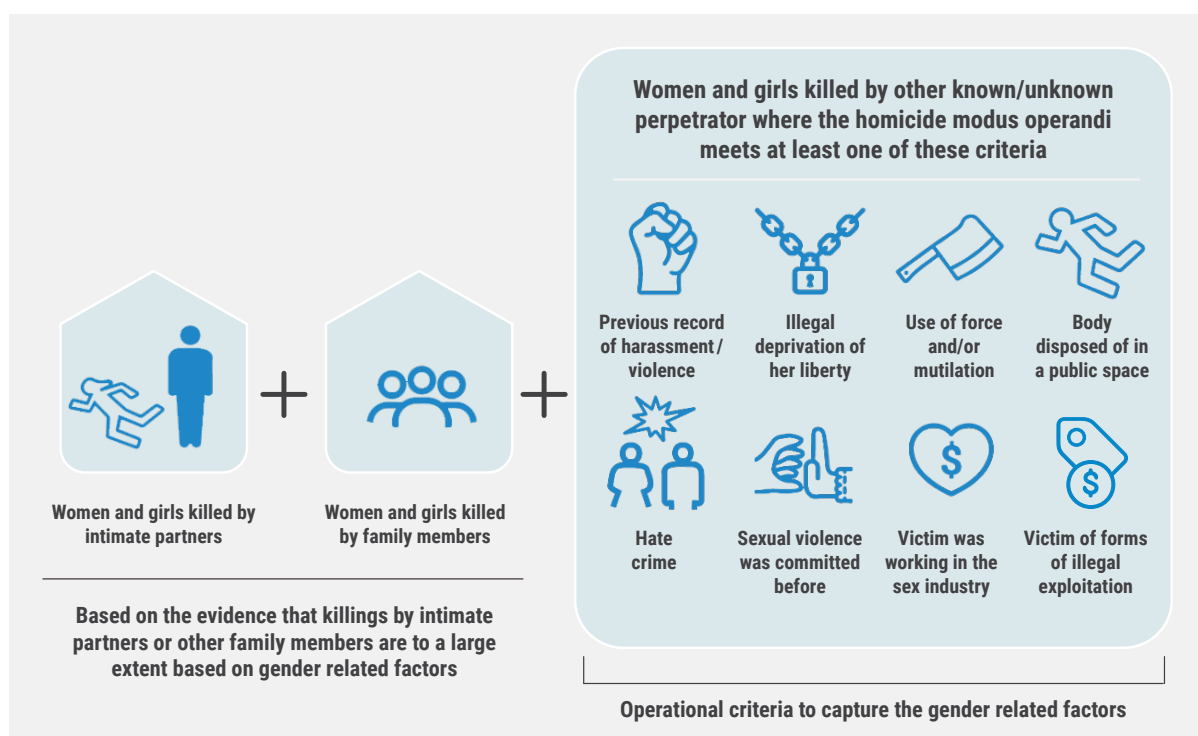 Women and girls killed by other known/unknown
perpetrator where the homicide modus operandi
meets at least one of these criteria
Previous record
of harassment/
violence
Illegal
deprivation of
her liberty
Use of force
and/or
mutilation
Body
disposed of in
a public space
Hate
crime
Sexual violence
was committed
before
Victim was
working in the
sex industry
Victim of forms
of illegal
exploitation
Women and girls killed by
intimate partners
Women and girls killed
by family members
Based on the evidence that killings by intimate
partners or other family members are to a large
extent based on gender related factors
Operational criteria to capture the gender related factors